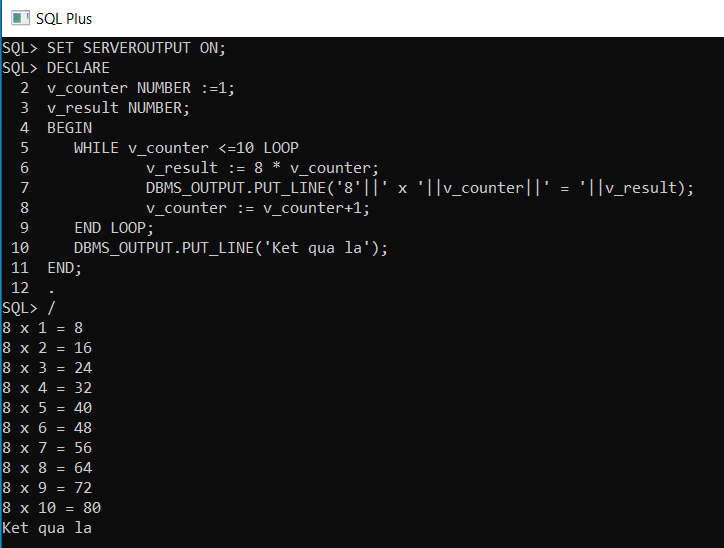 SQL Plus
SQL> SET SERVEROUTPUT ON;
SQL> DECLARE
  2  v_counter NUMBER :=1;
  3  v_result NUMBER;
  4  BEGIN
  5     WHILE v_counter <=10 LOOP
  6             v_result := 8 * v_counter;
  7             DBMS_OUTPUT.PUT_LINE('8'||' x '||v_counter||' = '||v_result);
  8             v_counter := v_counter+1;
  9     END LOOP;
 10     DBMS_OUTPUT.PUT_LINE('Ket qua la');
 11  END;
 12  .
SQL> /
8 x 1 = 8
8 x 2 = 16
8 x 3 = 24
8 x 4 = 32
8 x 5 = 40
8 x 6 = 48
8 x 7 = 56
8 x 8 = 64
8 x 9 = 72
8 x 10 = 80
Ket qua la